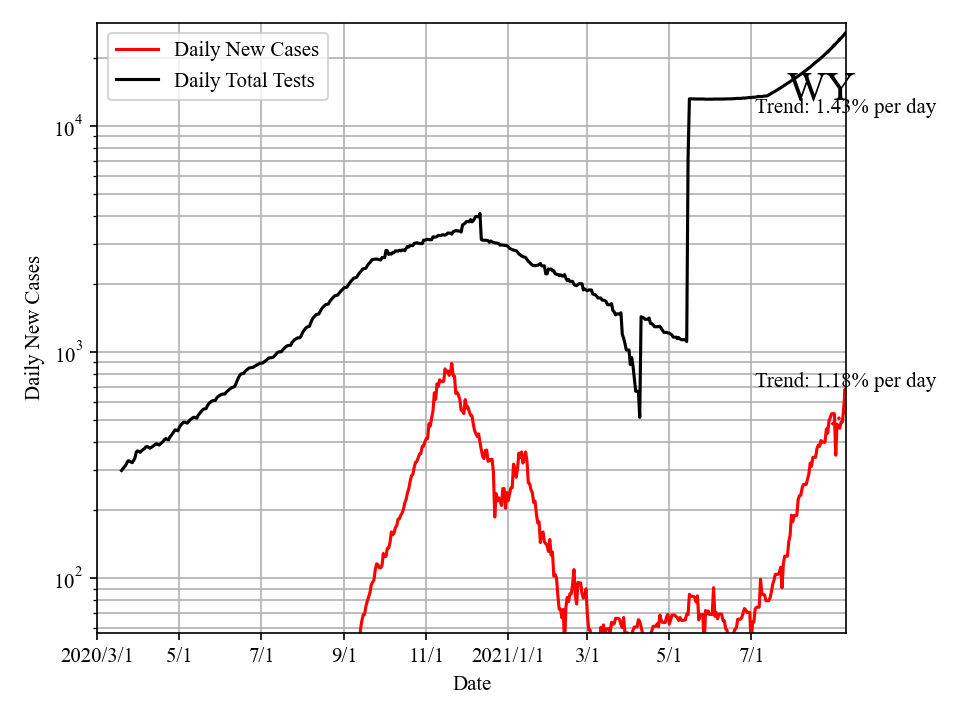 Daily New Cases
Daily Total Tests
WY
Trend: 1.43% per day
Trend: 1.18% per day
Daily New Cases
10^4
10^3
10^2
2020/3/1 5/1 7/1 9/1 11/1 2021/1/1 3/1 5/1 7/1
Date